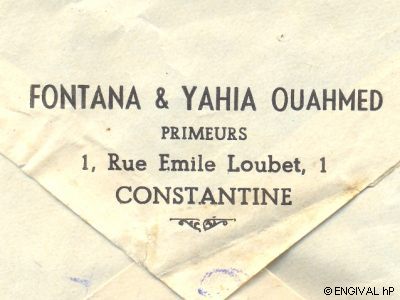 FONTANA & YAHIA OUAHMED
PRIMEURS
1, Rue Emile Loubet, 1
CONSTANTINE
© ENGIVAL hP